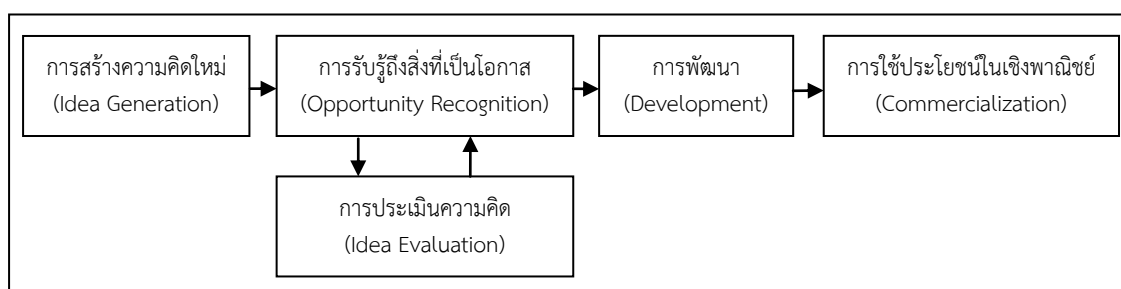 การสร้างความคิดใหม่
(Idea Generation)
การรับรู้ถึงสิ่งที่เป็นโอกาส
(Opportunity Recognition)
การพัฒนา
(Development)
การใช้ประโยชน์ในเชิงพาณิชย์
(Commercialization)
การประเมินความคิด
(Idea Evaluation)